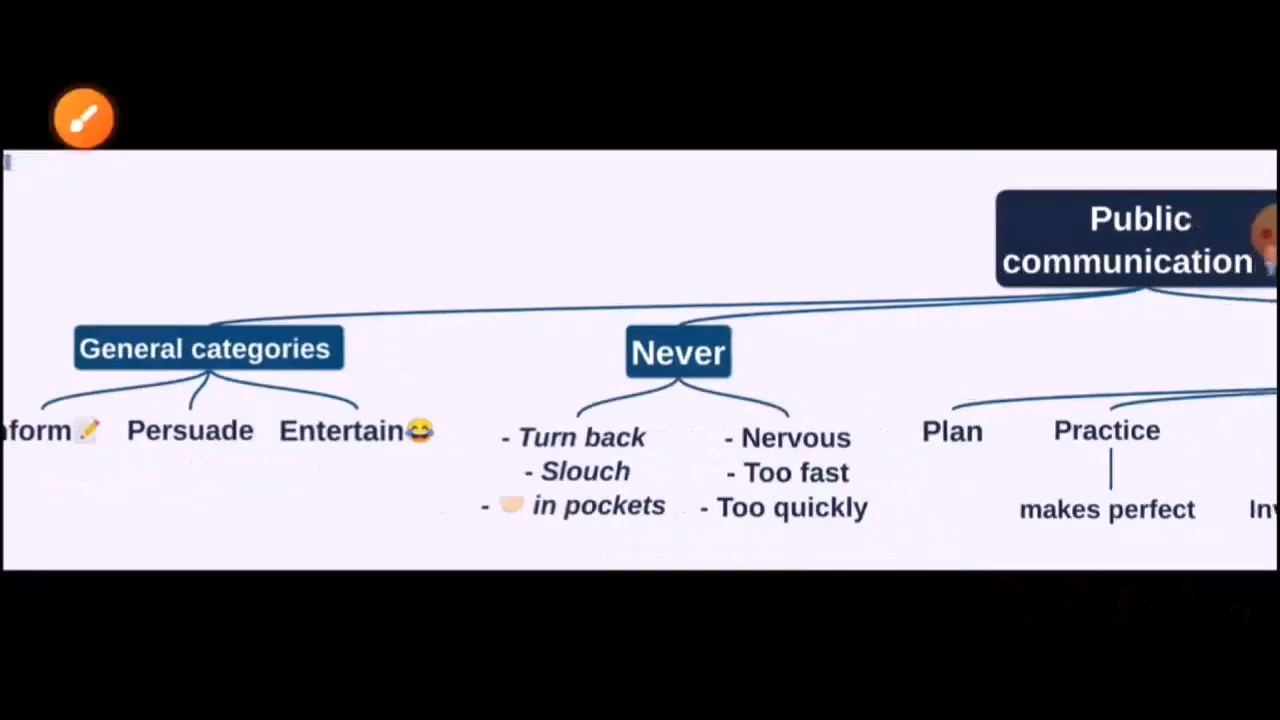 Public
communication
General categories
Never
nform📝 Persuade Entertain😂
- Turn back
- Slouch
- 🤝🏼 in pockets
- Nervous
- Too fast
- Too quickly
Plan
Practice
makes perfect